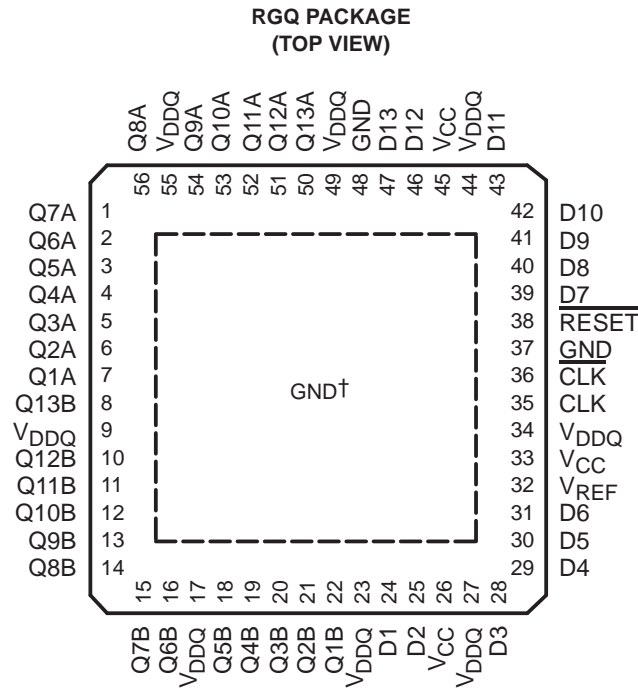 RGQ PACKAGE
(TOP VIEW)
Q8A
VDDQ
Q9A
Q10A
Q11A
Q12A
Q13A
VDDQ
GND
D13
D12
VCC
VDDQ
D11
56 55 54 53 52 51 50 49 48 47 46 45 44 43
Q7A 1 42 D10
Q6A 2 41 D9
Q5A 3 40 D8
Q4A 4 39 D7
Q3A 5 38 RESET
Q2A 6 37 GND
Q1A 7 36 CLK
Q13B 8 35 CLK
VDDQ 9 34 VDDQ
Q12B 10 33 VCC
Q11B 11 32 VREF
Q10B 12 31 D6
Q9B 13 30 D5
Q8B 14 29 D4
GND†
15 16 17 18 19 20 21 22 23 24 25 26 27 28
Q7B
Q6B
VDDQ
Q5B
Q4B
Q3B
Q2B
Q1B
VDDQ
D1
D2
VCC
VDDQ
D3